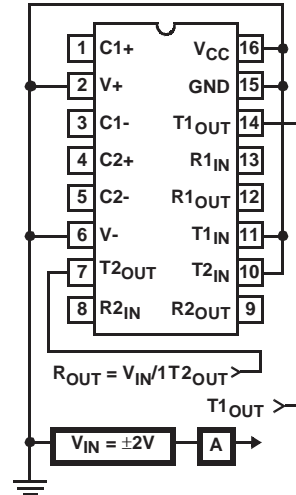 1 C1+ VCC 16
2 V+ GND 15
3 C1- T1OUT 14
4 C2+ R1IN 13
5 C2- R1OUT 12
6 V- T1IN 11
7 T2OUT T2IN 10
8 R2IN R2OUT 9
ROUT = VIN/1T2OUT
T1OUT
VIN = ±2V A